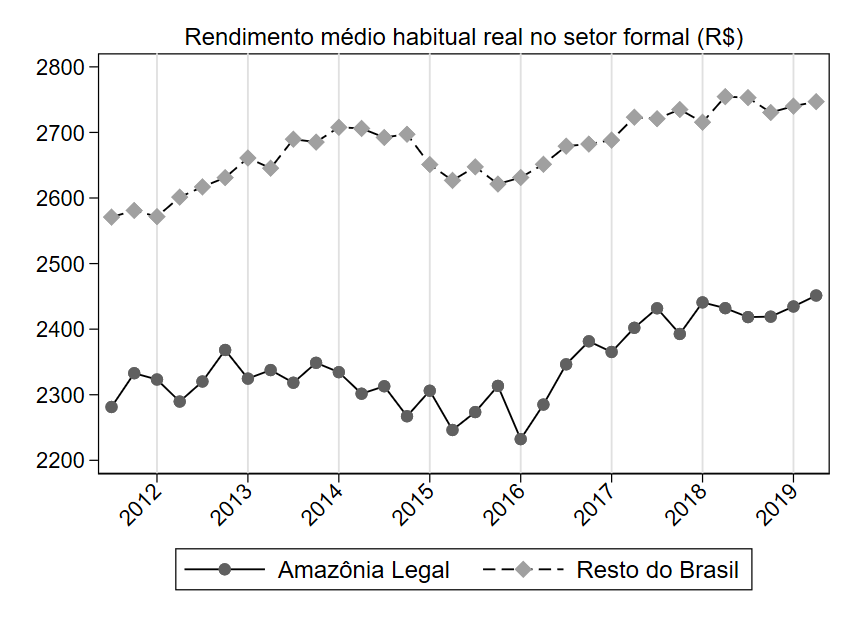 Rendimento médio habitual real no setor formal (R$)
2800
2700
2600
2500
2400
2300
2200
2012 2013 2014 2015 2016 2017 2018 2019
Amazônia Legal Resto do Brasil